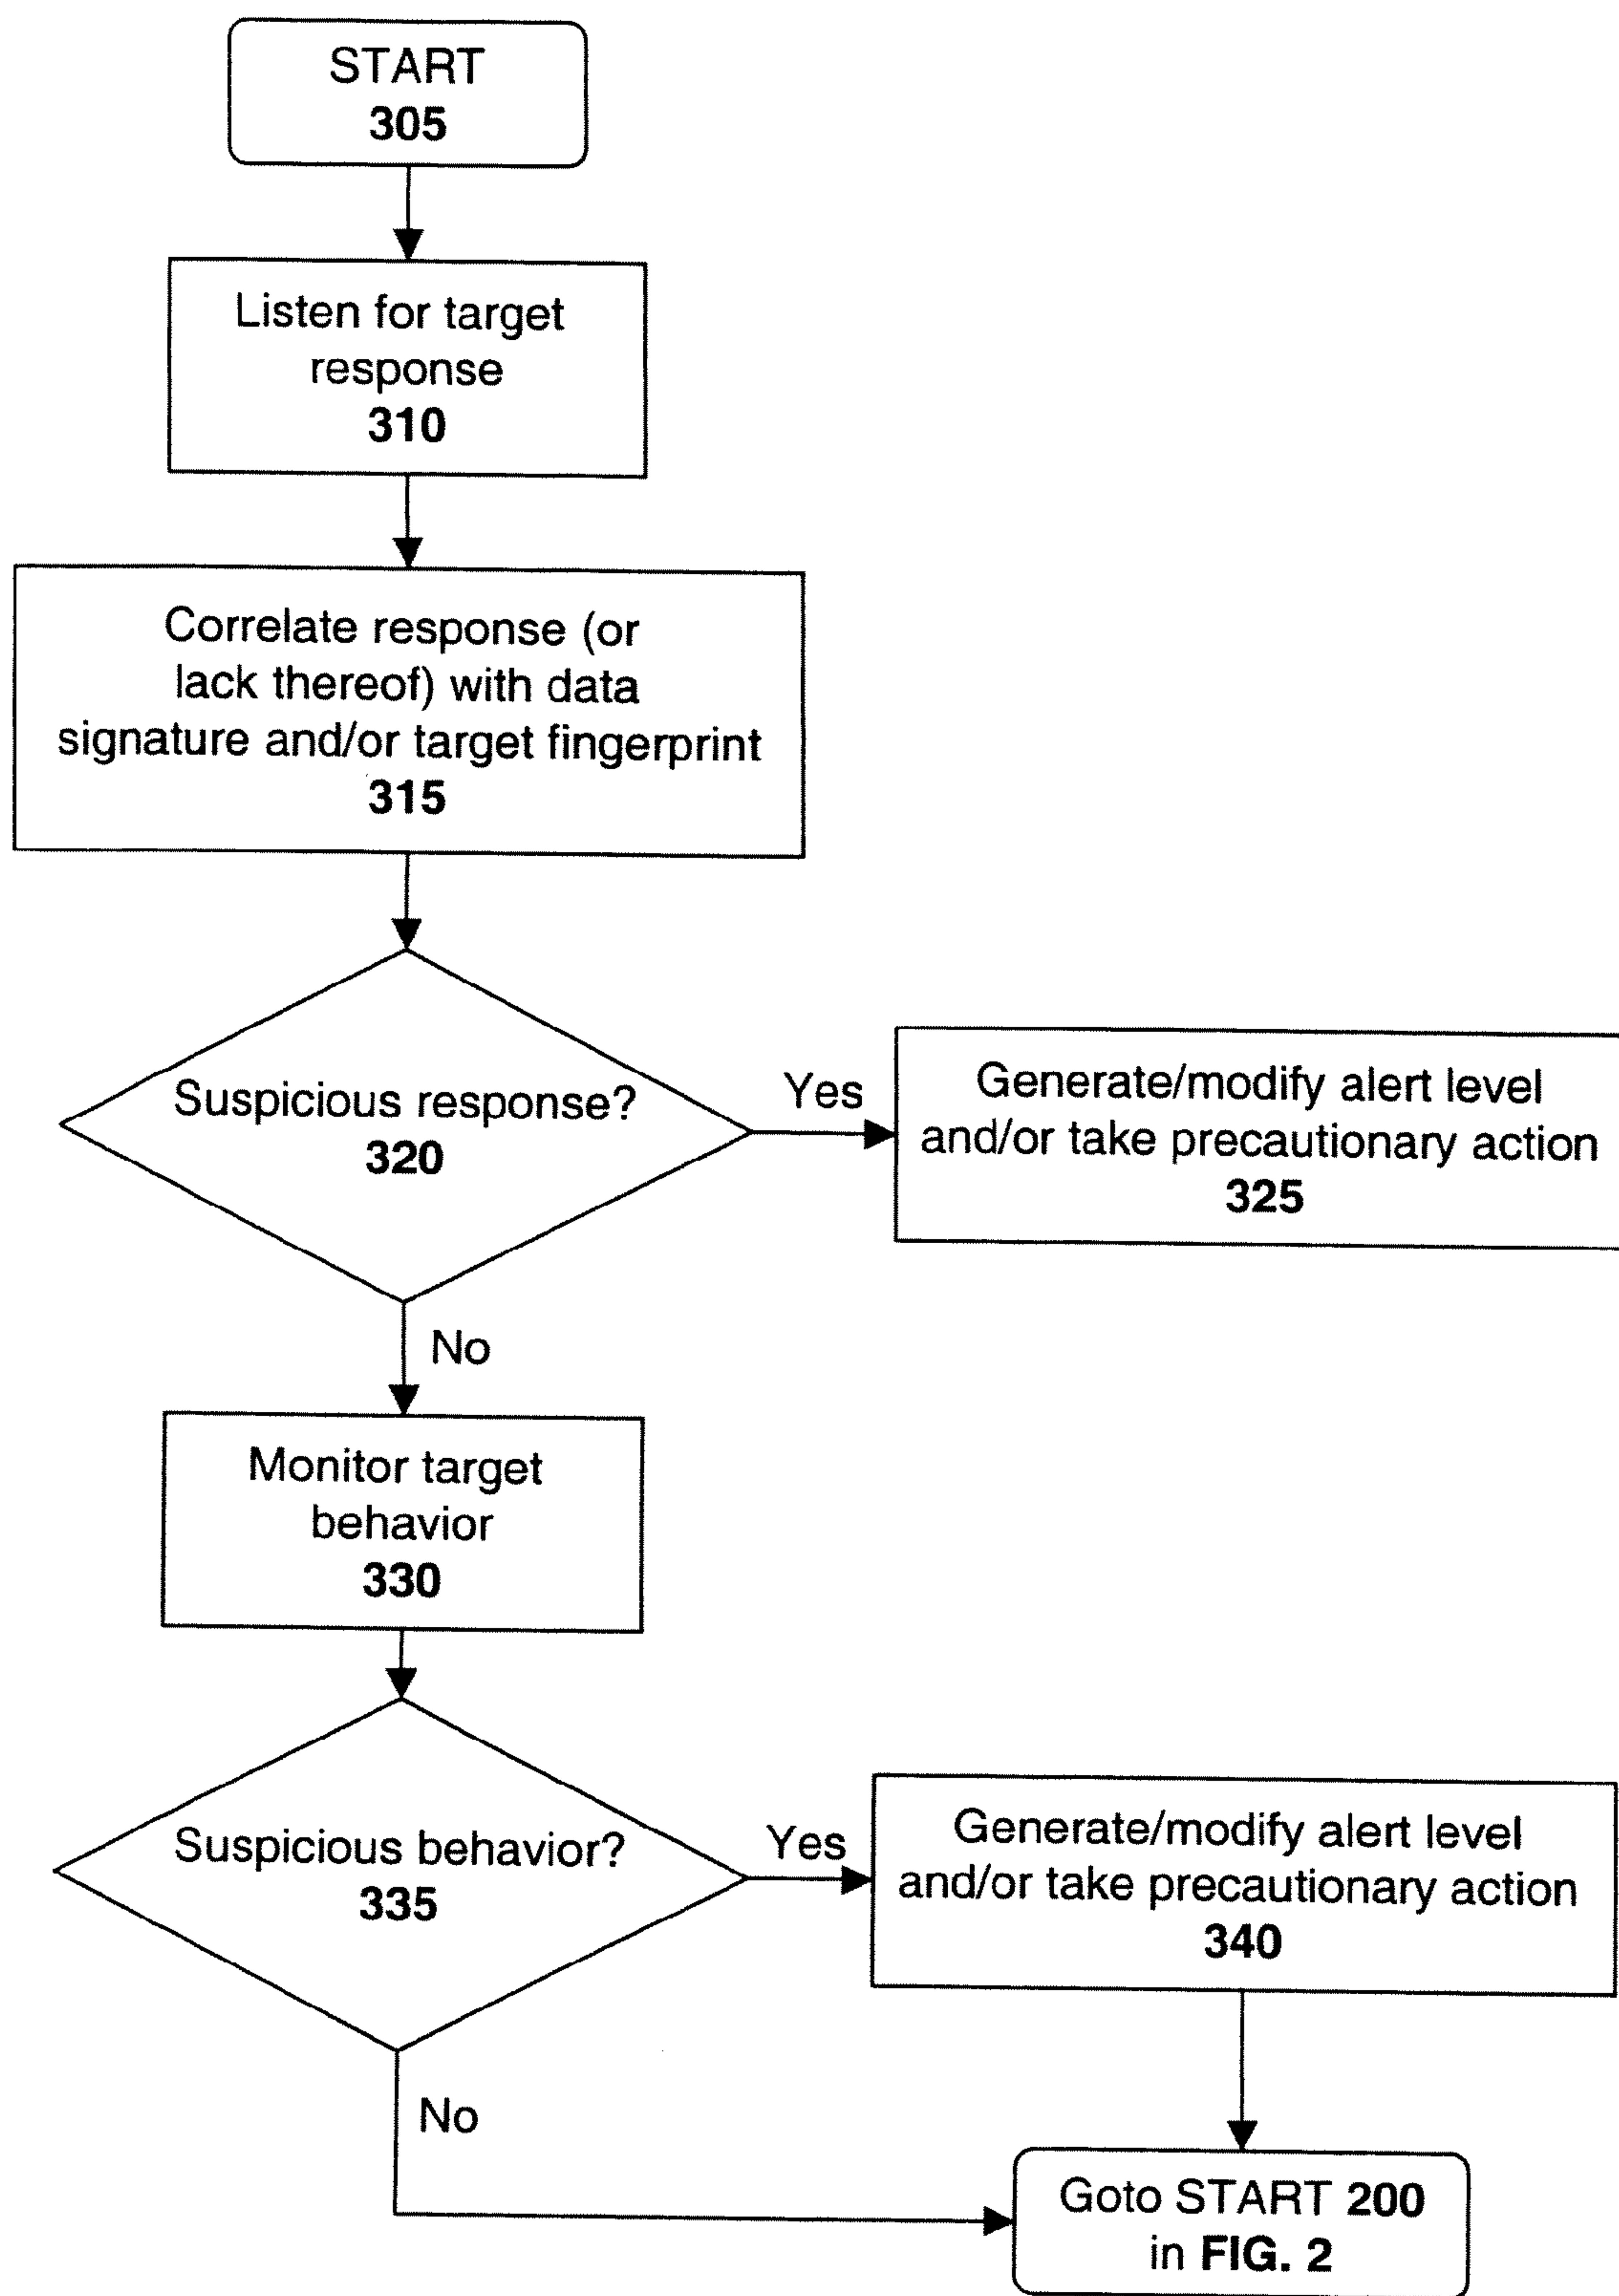 START
305
Listen for target
response
310
Correlate response (or
lack thereof) with data
signature and/or target fingerprint
315
Suspicious response?
320
Yes
Generate/modify alert level
and/or take precautionary action
325
No
Monitor target
behavior
330
Suspicious behavior?
335
Yes
Generate/modify alert level
and/or take precautionary action
340
No
Goto START 200
in FIG. 2